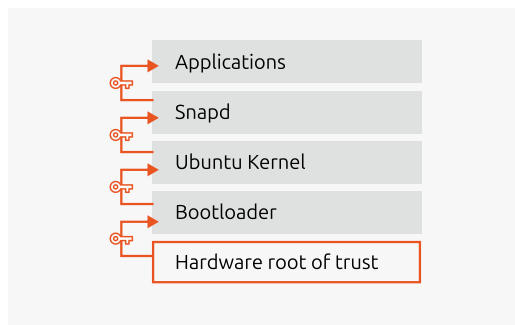 Applications
Snapd
Ubuntu Kernel
Bootloader
Hardware root of trust